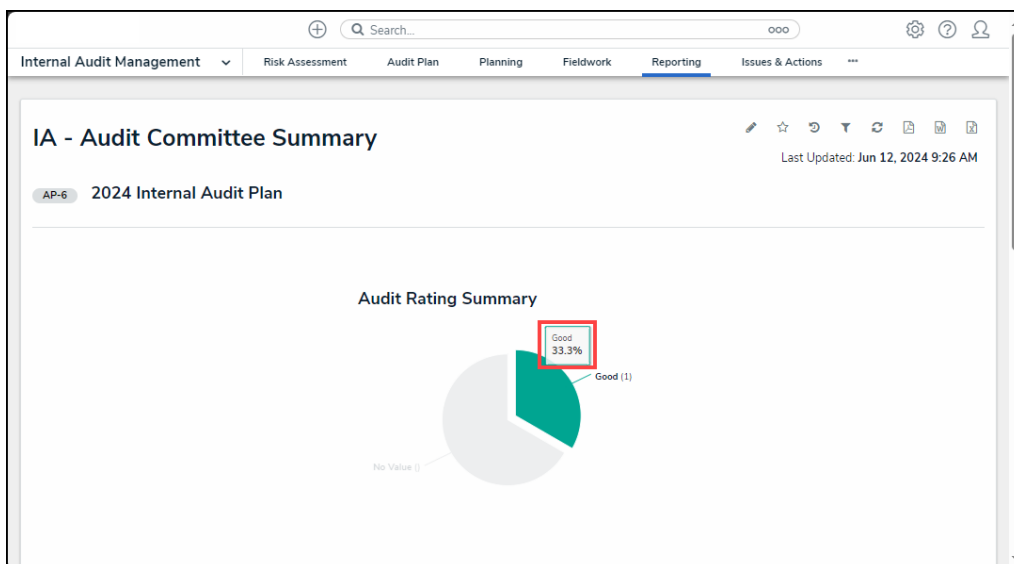 Search...
ooo
Internal Audit Management
Risk Assessment
Audit Plan
Planning
Fieldwork
Reporting
Issues & Actions
IA - Audit Committee Summary
Last Updated: Jun 12, 2024 9:26 AM
AP-6 2024 Internal Audit Plan
Audit Rating Summary
Good
33.3%
Good (1)
No Value ()